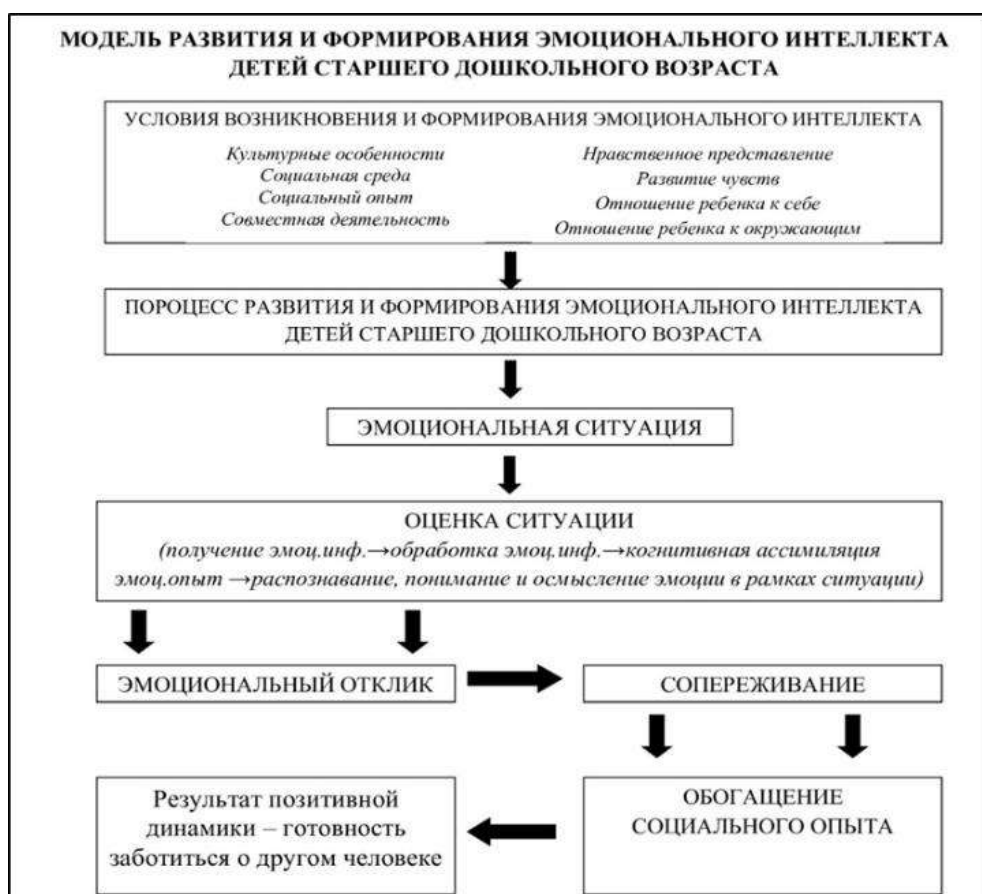 МОДЕЛЬ РАЗВИТИЯ И ФОРМИРОВАНИЯ ЭМОЦИОНАЛЬНОГО ИНТЕЛЛЕКТА
ДЕТЕЙ СТАРШЕГО ДОШКОЛЬНОГО ВОЗРАСТА
УСЛОВИЯ ВОЗНИКНОВЕНИЯ И ФОРМИРОВАНИЯ ЭМОЦИОНАЛЬНОГО ИНТЕЛЛЕКТА
Культурные особенности
Социальная среда
Социальный опыт
Совместная деятельность
Нравственное представление
Развитие чувств
Отношение ребенка к себе
Отношение ребенка к окружающим
ПОРОЦЕСС РАЗВИТИЯ И ФОРМИРОВАНИЯ ЭМОЦИОНАЛЬНОГО ИНТЕЛЛЕКТА
ДЕТЕЙ СТАРШЕГО ДОШКОЛЬНОГО ВОЗРАСТА
ЭМОЦИОНАЛЬНАЯ СИТУАЦИЯ
ОЦЕНКА СИТУАЦИИ
(получение эмоц.инф.→обработка эмоц.инф.→когнитивная ассимиляция
эмоц.опыт →распознавание, понимание и осмысление эмоции в рамках ситуации)
ЭМОЦИОНАЛЬНЫЙ ОТКЛИК
СОПЕРЕЖИВАНИЕ
ОБОГАЩЕНИЕ
СОЦИАЛЬНОГО ОПЫТА
Результат позитивной
динамики – готовность
заботиться о другом человеке